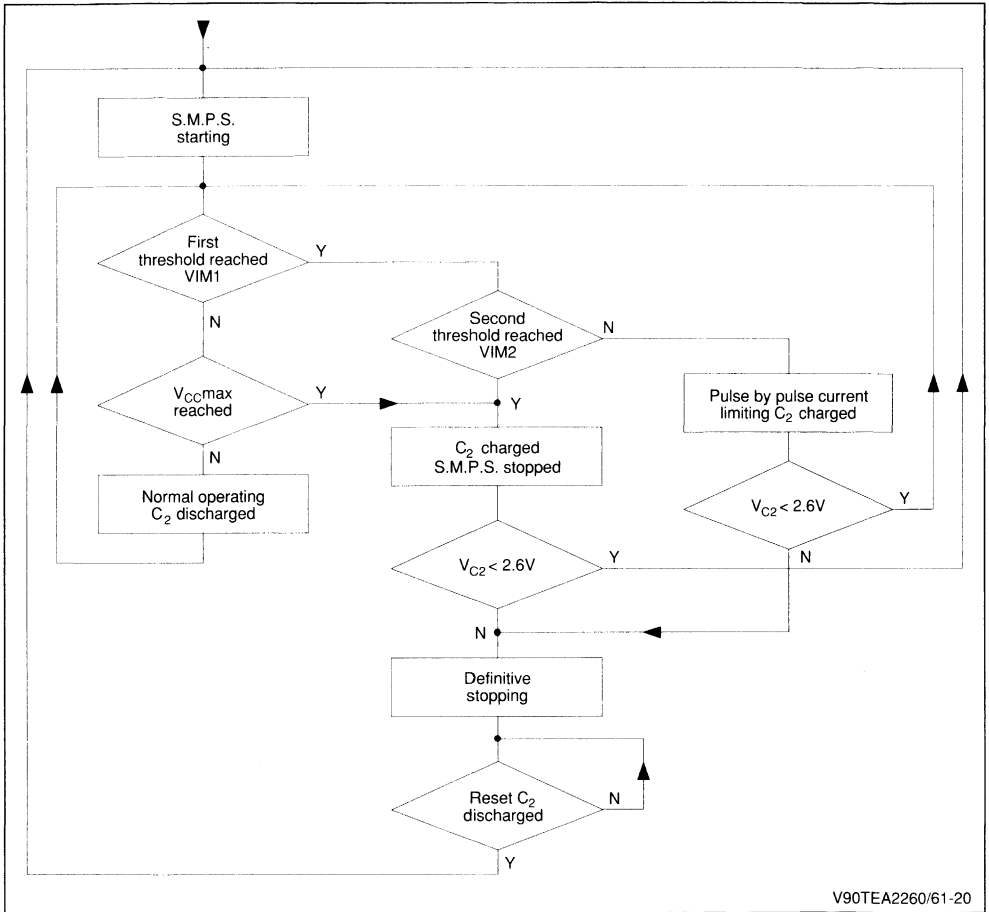 S.M.P.S.
starting
First
threshold reached
VIM1
Y
N
Second
threshold reached
VIM2
N
Y
VCCmax
reached
Y
N
Pulse by pulse current
limiting C2 charged
C2 charged
S.M.P.S. stopped
Normal operating
C2 discharged
VC2 < 2.6V
Y
N
VC2 < 2.6V
Y
N
Definitive
stopping
Reset C2
discharged
N
Y
V90TEA2260/61-20